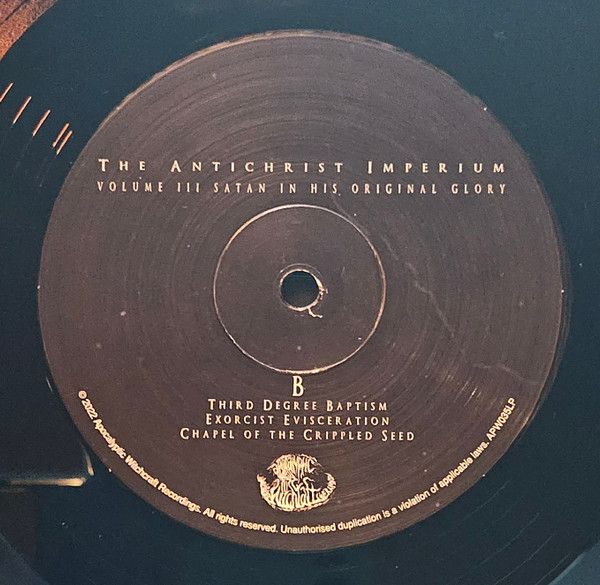 THE ANTICHRIST IMPERIUM
VOLUME III SATAN IN HIS ORIGINAL GLORY
B
THIRD DEGREE BAPTISM
EXORCIST EVISCERATION
CHAPEL OF THE CRIPPLED SEED
© 2022 Apocalyptic Witchcraft Recordings. All rights reserved. Unauthorised duplication is a violation of applicable laws. APW035LP